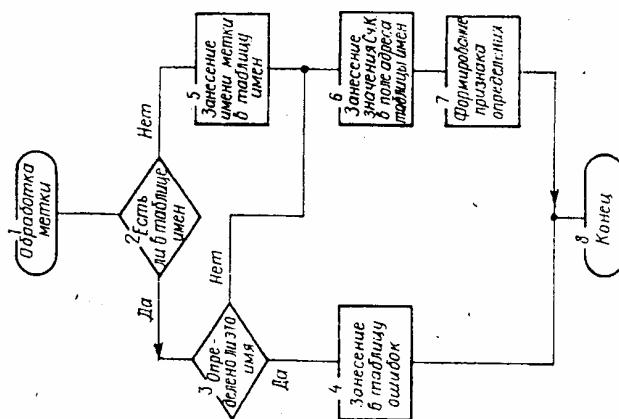 1
Обработка
метки
2 Есть
ли в таблице
имен
Да
Нет
3 Опре-
делено ли это
имя
Нет
Да
4
Занесение
в таблицу
ошибок
5
Занесение
имени метки
в таблицу
имен
6
Занесение
значения Сч.К
в поле адреса
таблицы имен
7
Формирование
признака
определения
8
Конец